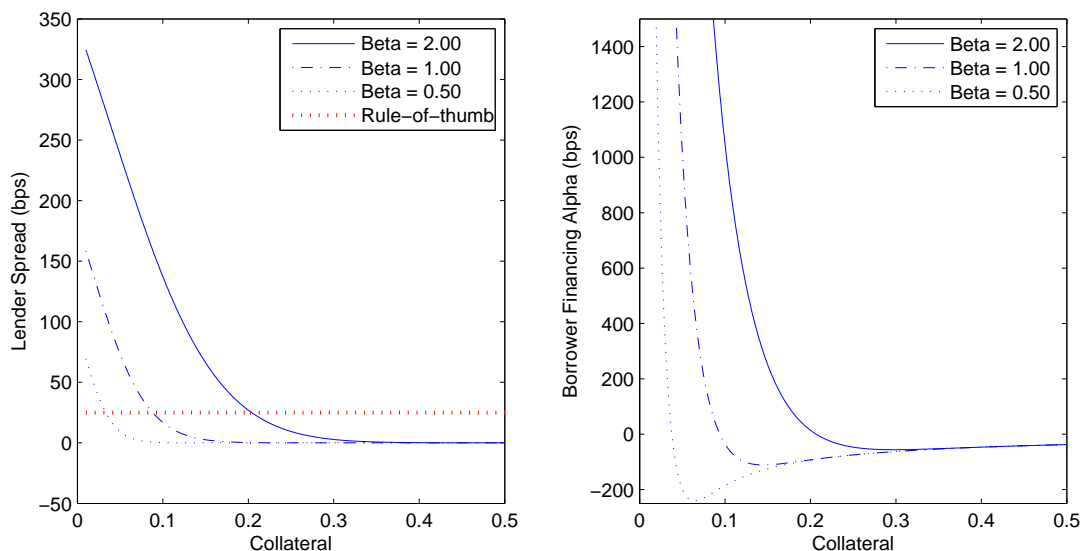 350
300
250
200
150
100
50
0
−50
Lender Spread (bps)
0
0.1
0.2
0.3
0.4
0.5
Collateral
Beta = 2.00
Beta = 1.00
Beta = 0.50
Rule−of−thumb
1400
1200
1000
800
600
400
200
0
−200
Borrower Financing Alpha (bps)
0
0.1
0.2
0.3
0.4
0.5
Collateral
Beta = 2.00
Beta = 1.00
Beta = 0.50